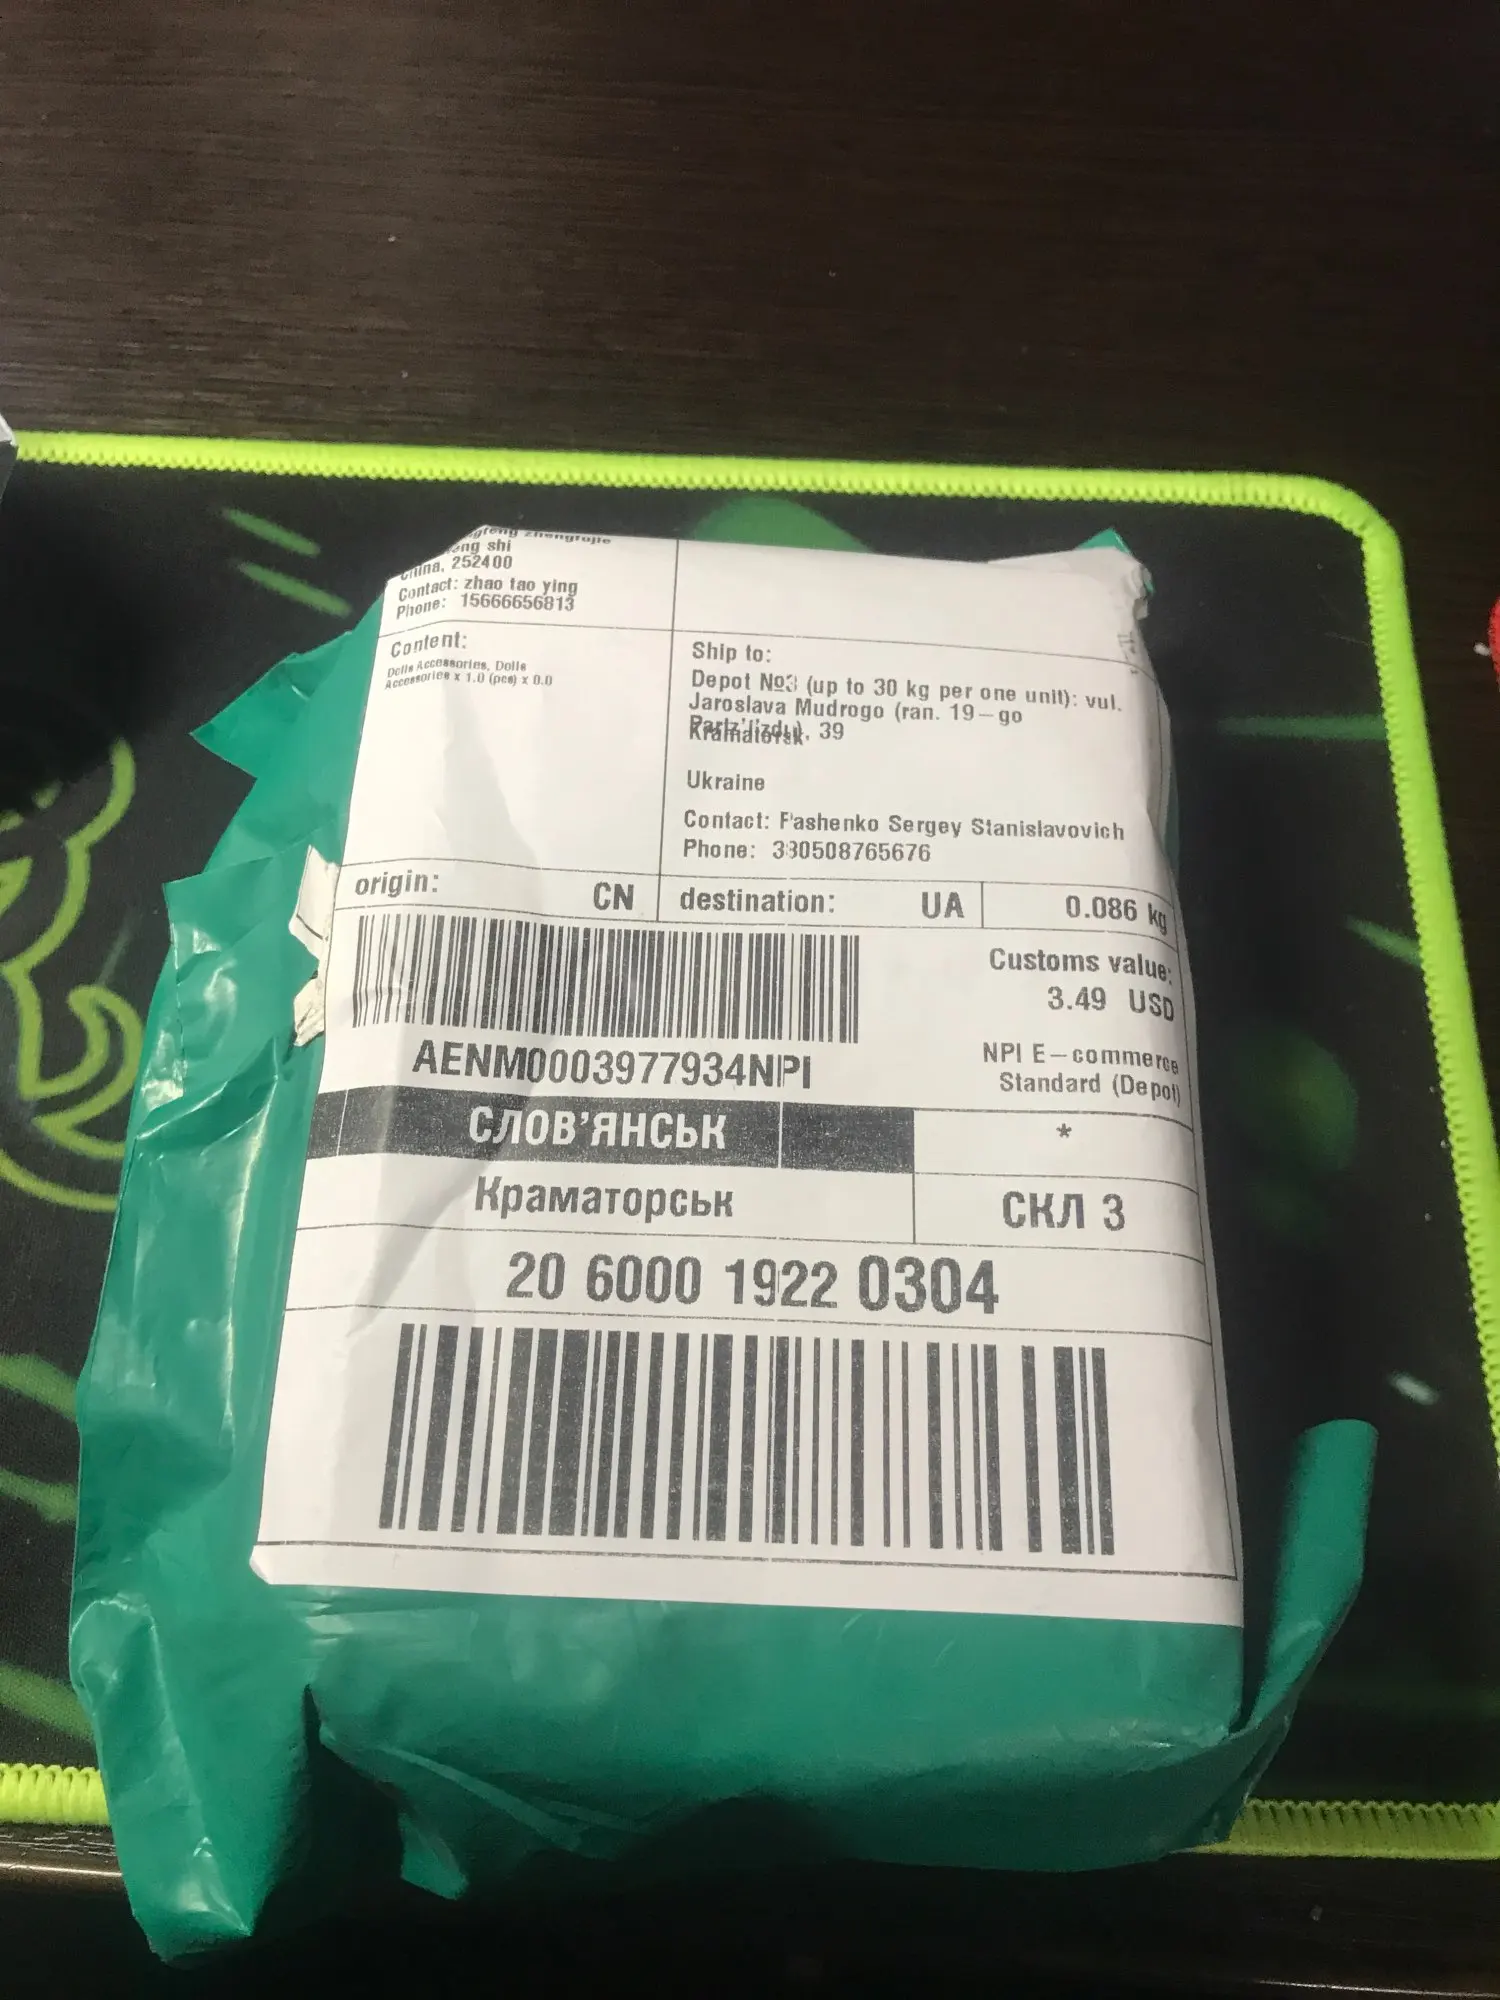 shi
China, 252400
Contact: zhao tao ying
Phone: 15666656813
Content:
Dolls Accessories, Dolls
Accessories x 1.0 (pcs) x 0.0
Ship to:
Depot №3 (up to 30 kg per one unit): vul.
Jaroslava Mudrogo (ran. 19-go
39
Kramatorsk
Ukraine
Contact: Sergey Stanislavovich
Phone: 380508765676
origin: CN
destination: UA
0.086 kg
AENM0003977934NPI
Customs value:
3.49 USD
NPI E-commerce
Standard (Depot)
СЛОВ'ЯНСЬК
*
Краматорськ
СКЛ 3
20 6000 1922 0304